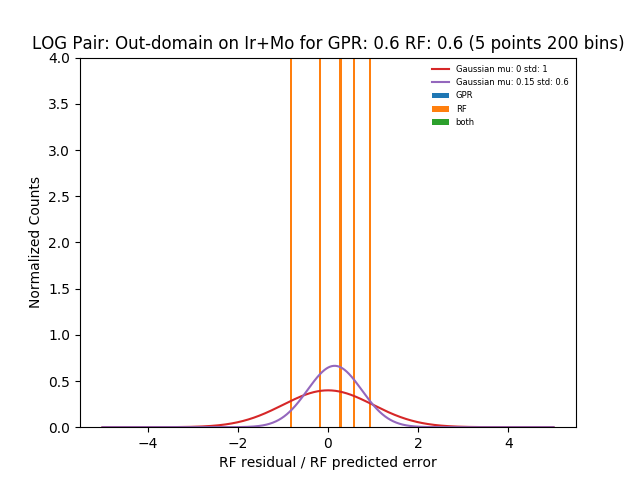 LOG Pair: Out-domain on Ir+Mo for GPR: 0.6 RF: 0.6 (5 points 200 bins)
4.0
3.5
3.0
2.5
2.0
1.5
1.0
0.5
0.0
Normalized Counts
Gaussian mu: 0 std: 1
Gaussian mu: 0.15 std: 0.6
GPR
RF
both
−4 −2 0 2 4
RF residual / RF predicted error